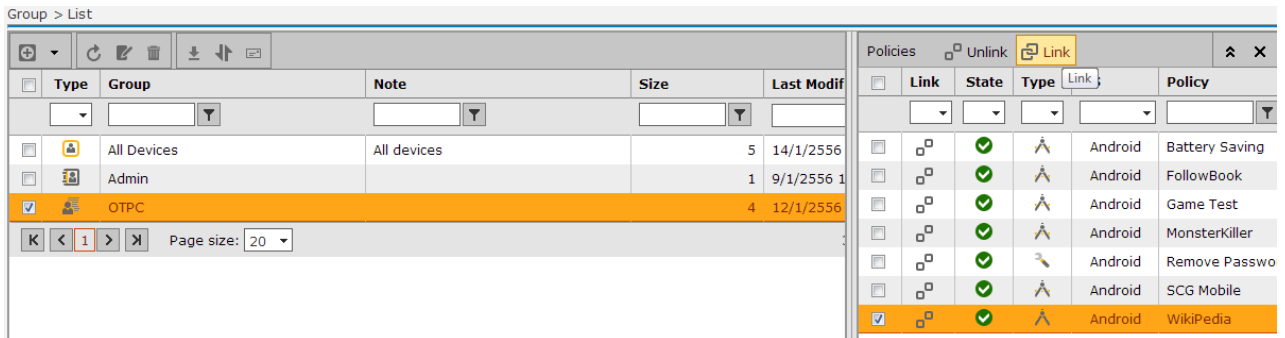 Group > List
Policies Unlink Link
Type Group Note Size Last Modif
Link State Type Policy
Link
All Devices All devices 5 14/1/2556
Android Battery Saving
Admin 1 9/1/2556 1
Android FollowBook
OTPC 4 12/1/2556
Android Game Test
1 Page size: 20
Android MonsterKiller
Android Remove Passwo
Android SCG Mobile
Android WikiPedia